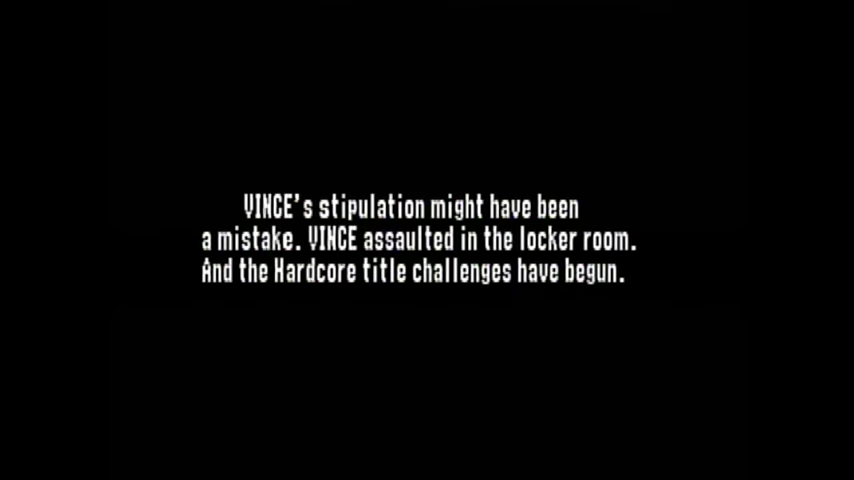 VINCE's stipulation might have been
a mistake. VINCE assaulted in the locker room.
And the Hardcore title challenges have begun.